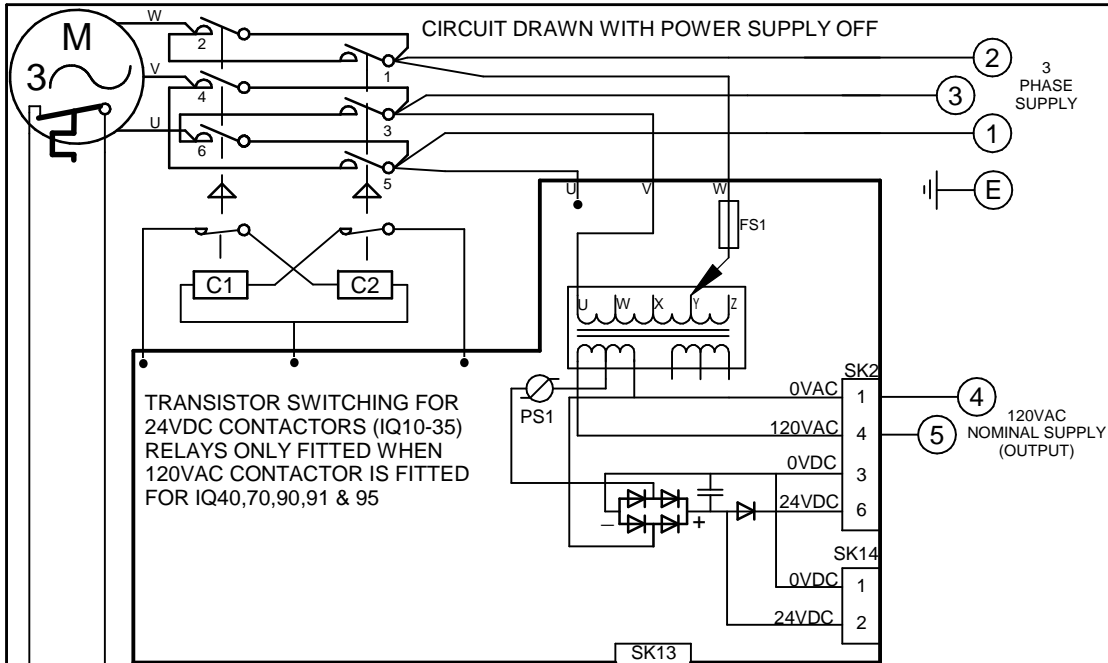 CIRCUIT DRAWN WITH POWER SUPPLY OFF
W
M
3
V
U
2
4
6
1
3
5
2
3
1
E
3
PHASE
SUPPLY
U
V
W
FS1
C1
C2
U
W
X
Y
Z
TRANSISTOR SWITCHING FOR
24VDC CONTACTORS (IQ10-35)
RELAYS ONLY FITTED WHEN
120VAC CONTACTOR IS FITTED
FOR IQ40,70,90,91 & 95
PS1
SK2
0VAC
1
4
120VAC
4
5
120VAC
NOMINAL SUPPLY
(OUTPUT)
0VDC
3
24VDC
6
–
+
SK14
0VDC
1
24VDC
2
SK13